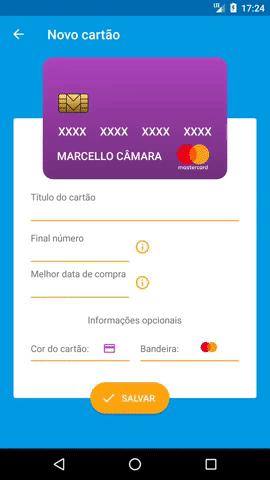 17:24
Novo cartão
XXXX XXXX XXXX XXXX
MARCELLO CÂMARA
mastercard
Título do cartão
Final número
Melhor data de compra
Informações opcionais
Cor do cartão:
Bandeira:
SALVAR